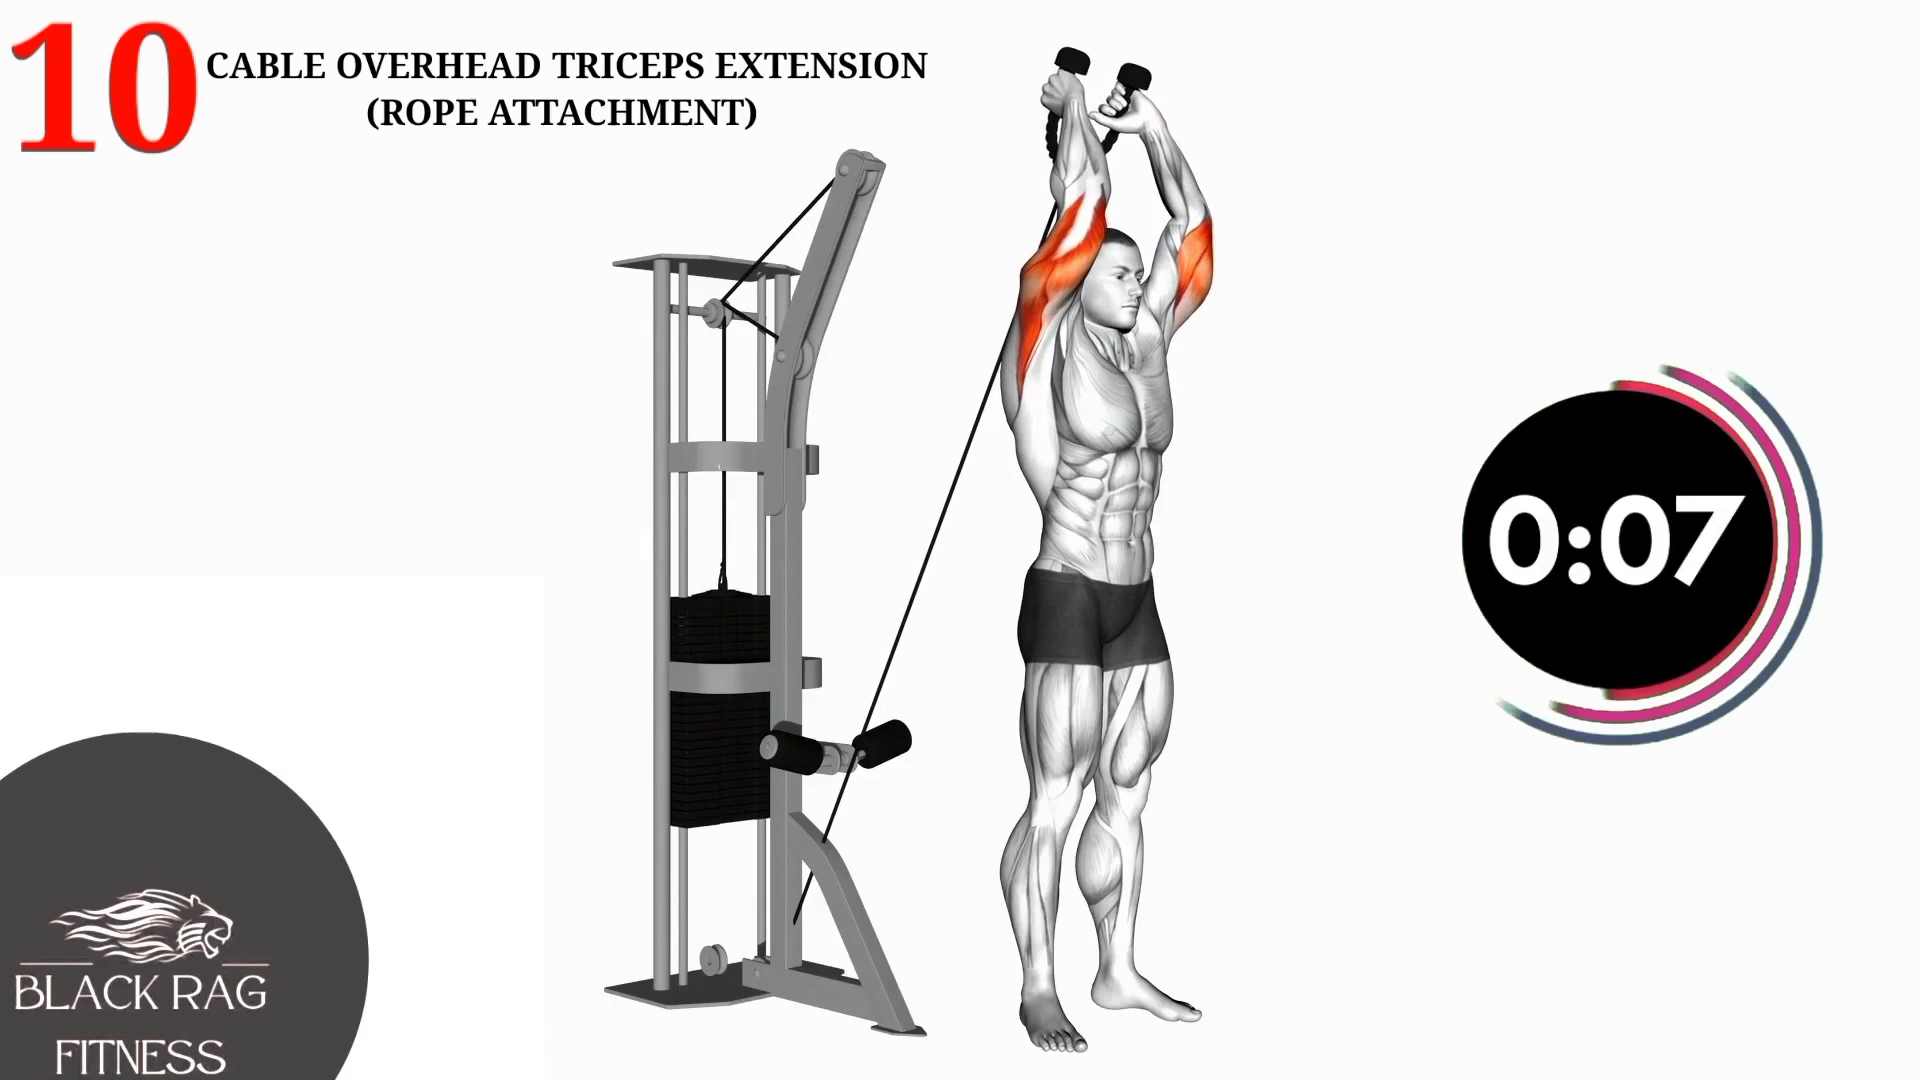 10
CABLE OVERHEAD TRICEPS EXTENSION
(ROPE ATTACHMENT)
0:07
BLACK RAG
FITNESS